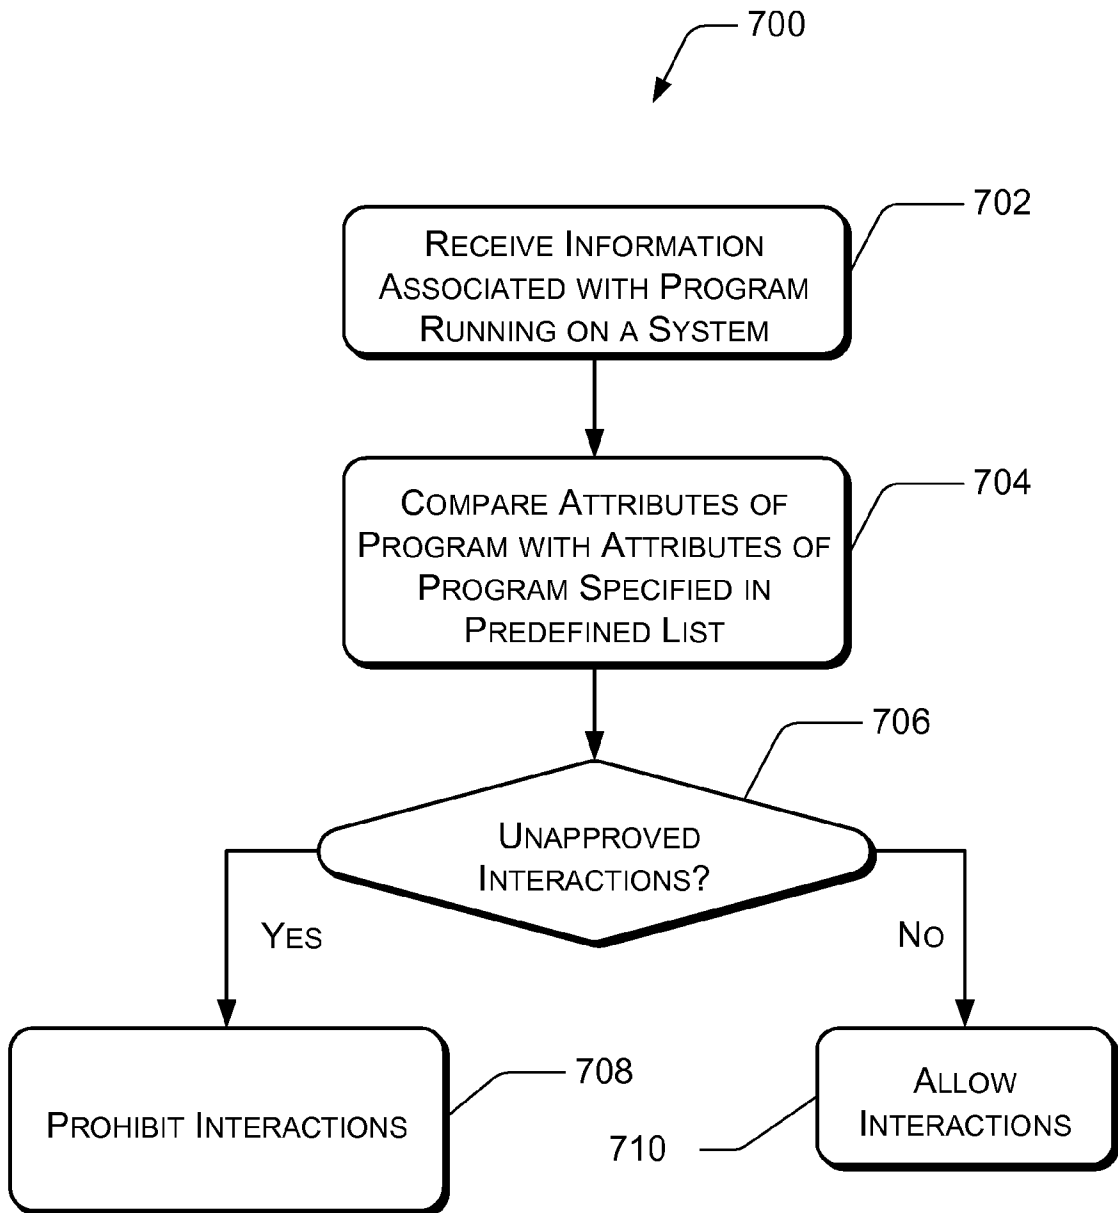 700
702
RECEIVE INFORMATION
ASSOCIATED WITH PROGRAM
RUNNING ON A SYSTEM
704
COMPARE ATTRIBUTES OF
PROGRAM WITH ATTRIBUTES OF
PROGRAM SPECIFIED IN
PREDEFINED LIST
706
UNAPPROVED
INTERACTIONS?
YES
NO
PROHIBIT INTERACTIONS
708
ALLOW
INTERACTIONS
710